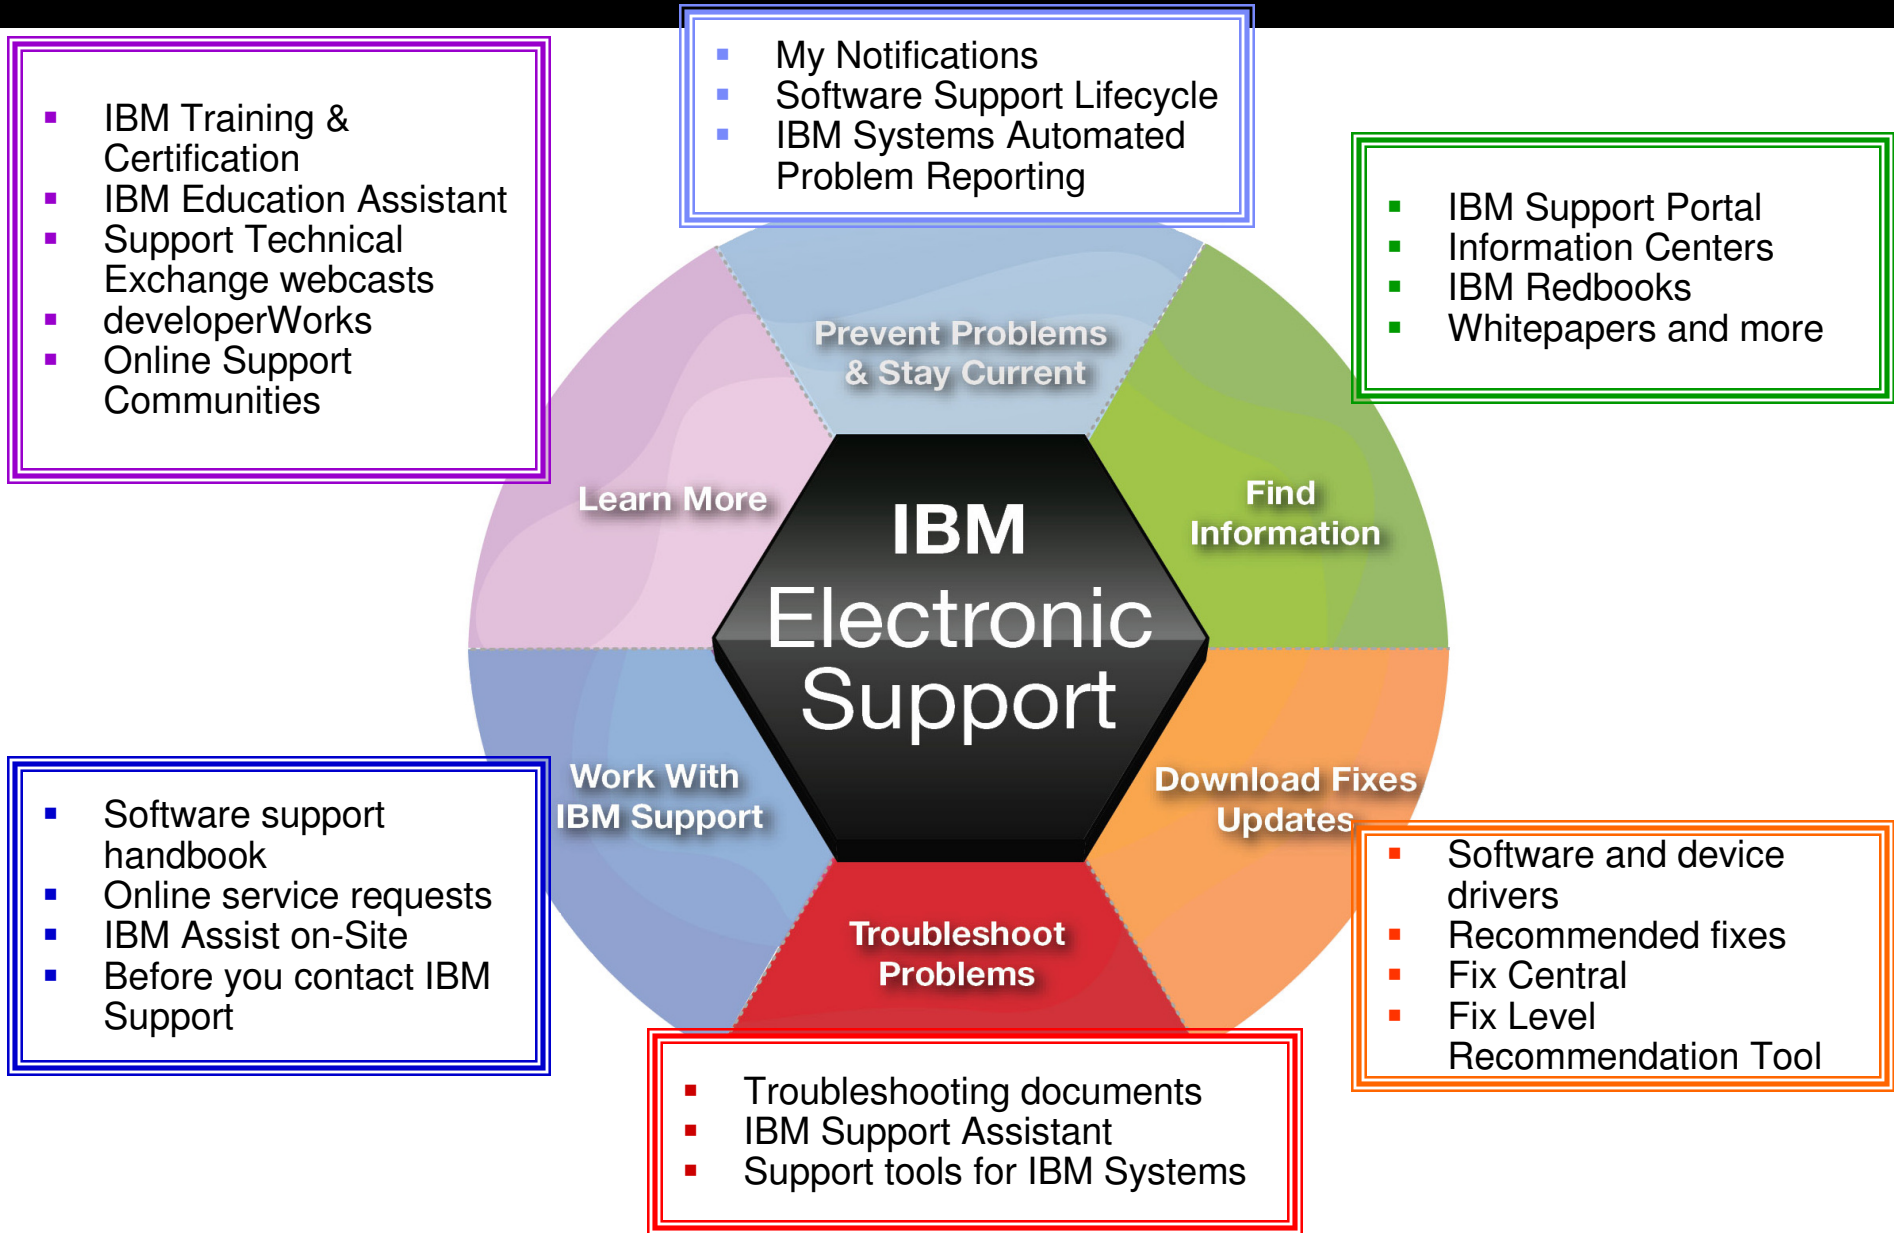 My Notifications
Software Support Lifecycle
IBM Systems Automated
Problem Reporting
IBM Training &
Certification
IBM Education Assistant
Support Technical
Exchange webcasts
developerWorks
Online Support
Communities
IBM Support Portal
Information Centers
IBM Redbooks
Whitepapers and more
Prevent Problems
& Stay Current
Learn More
Find
Information
IBM
Electronic
Support
Work With
IBM Support
Download Fixes
Updates
Troubleshoot
Problems
Software support
handbook
Online service requests
IBM Assist on-Site
Before you contact IBM
Support
Software and device
drivers
Recommended fixes
Fix Central
Fix Level
Recommendation Tool
Troubleshooting documents
IBM Support Assistant
Support tools for IBM Systems